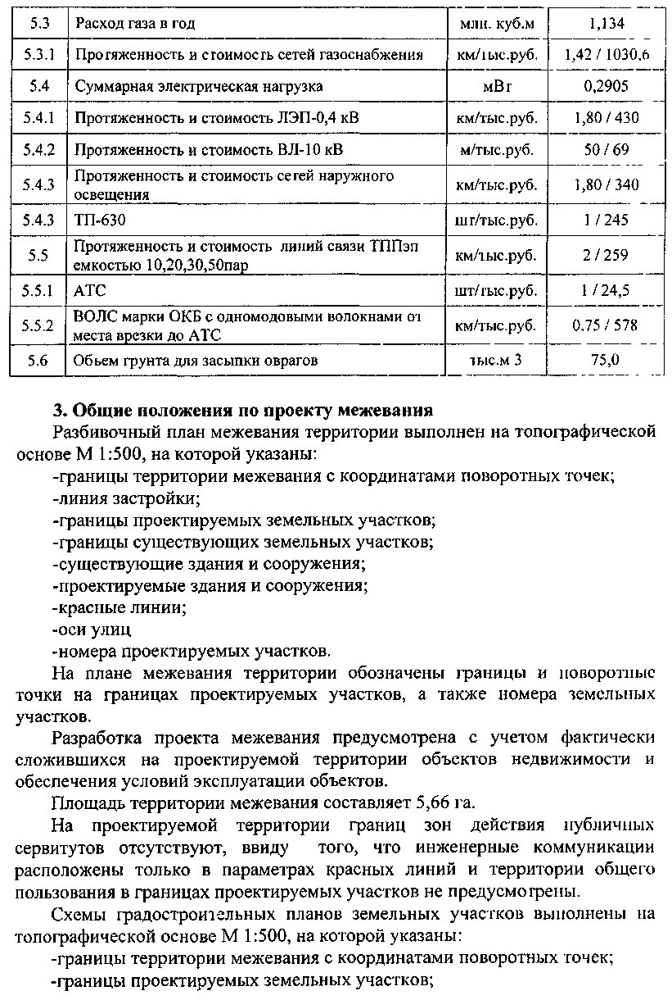 5.3 Расход газа в год млн. куб.м 1,134
5.3.1 Протяженность и стоимость сетей газоснабжения км/тыс.руб. 1,42 / 1030,6
5.4 Суммарная электрическая нагрузка мВт 0,2905
5.4.1 Протяженность и стоимость ЛЭП-0,4 кВ км/тыс.руб. 1,80 / 430
5.4.2 Протяженность и стоимость ВЛ-10 кВ м/тыс.руб. 50 / 69
5.4.3 Протяженность и стоимость сетей наружного
освещения км/тыс.руб. 1,80 / 340
5.4.3 ТП-630 шт/тыс.руб. 1 / 245
5.5 Протяженность и стоимость линий связи ТППэп
емкостью 10,20,30,50пар км/тыс.руб. 2 / 259
5.5.1 АТС шт/тыс.руб. 1 / 24,5
5.5.2 ВОЛС марки ОКБ с одномодовыми волокнами от
места врезки до АТС км/тыс.руб. 0.75 / 578
5.6 Объем грунта для засыпки оврагов тыс.м 3 75,0
3. Общие положения по проекту межевания
Разбивочный план межевания территории выполнен на топографической
основе М 1:500, на которой указаны:
-границы территории межевания с координатами поворотных точек;
-линия застройки;
-границы проектируемых земельных участков;
-границы существующих земельных участков;
-существующие здания и сооружения;
-проектируемые здания и сооружения;
-красные линии;
-оси улиц
-номера проектируемых участков.
На плане межевания территории обозначены границы и поворотные
точки на границах проектируемых участков, а также номера земельных
участков.
Разработка проекта межевания предусмотрена с учетом фактически
сложившихся на проектируемой территории объектов недвижимости и
обеспечения условий эксплуатации объектов.
Площадь территории межевания составляет 5,66 га.
На проектируемой территории границ зон действия публичных
сервитутов отсутствуют, ввиду того, что инженерные коммуникации
расположены только в параметрах красных линий и территории общего
пользования в границах проектируемых участков не предусмотрены.
Схемы градостроительных планов земельных участков выполнены на
топографической основе М 1:500, на которой указаны:
-границы территории межевания с координатами поворотных точек;
-границы проектируемых земельных участков;